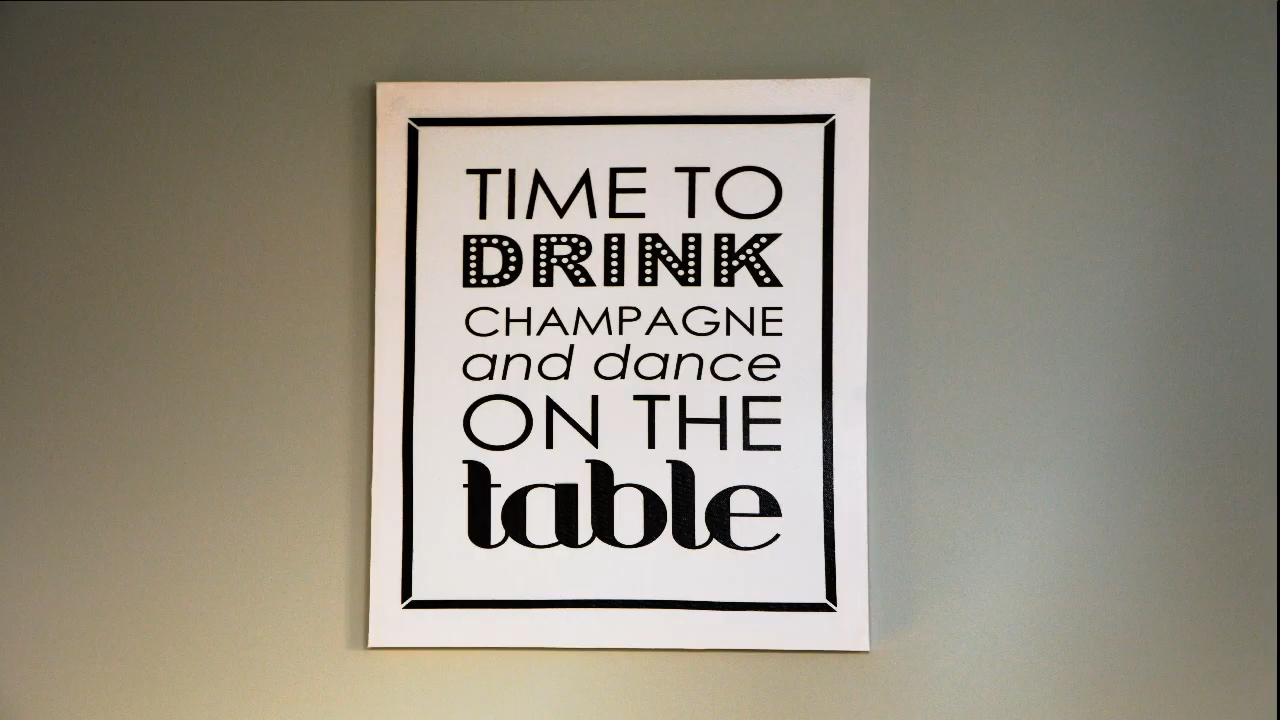 TIME TO
DRINK
CHAMPAGNE
and dance
ON THE
table